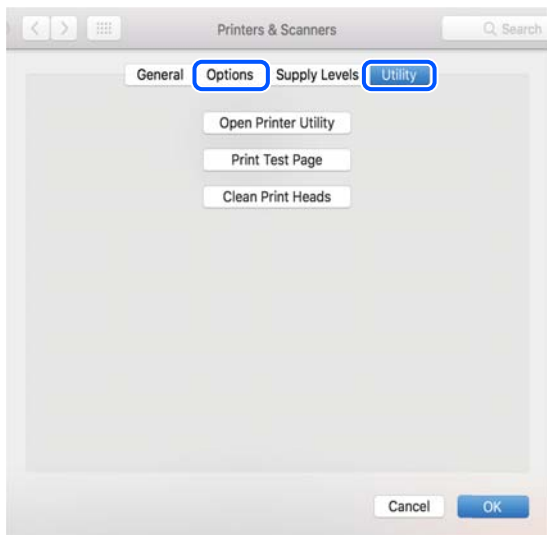 Printers & Scanners
Search
General Options Supply Levels Utility
Open Printer Utility
Print Test Page
Clean Print Heads
Cancel OK